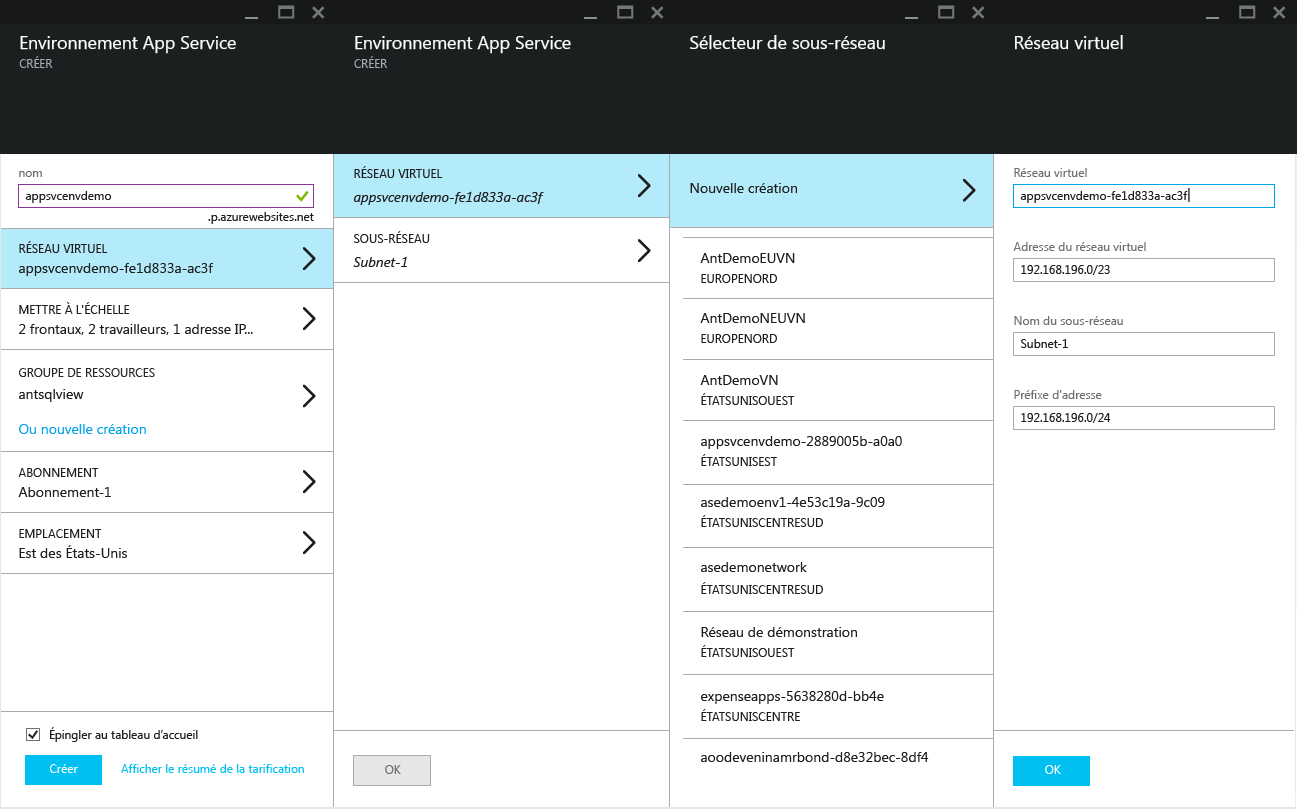 Environnement App Service
CRÉER
nom
appsvcenvdemo
.p.azurewebsites.net
RÉSEAU VIRTUEL
appsvcenvdemo-fe1d833a-ac3f
METTRE À L'ÉCHELLE
2 frontaux, 2 travailleurs, 1 adresse IP...
GROUPE DE RESSOURCES
antsqlview
Ou nouvelle création
ABONNEMENT
Abonnement-1
EMPLACEMENT
Est des États-Unis
Épingler au tableau d'accueil
Créer
Afficher le résumé de la tarification
Environnement App Service
CRÉER
RÉSEAU VIRTUEL
appsvcenvdemo-fe1d833a-ac3f
SOUS-RÉSEAU
Subnet-1
OK
Sélecteur de sous-réseau
Nouvelle création
AntDemoEUVN
EUROPENORD
AntDemoNEUVN
EUROPENORD
AntDemoVN
ÉTATSUNISOUEST
appsvcenvdemo-2889005b-a0a0
ÉTATSUNISEST
asedemoenv1-4e53c19a-9c09
ÉTATSUNISCENTRESUD
asedemonetwork
ÉTATSUNISCENTRESUD
Réseau de démonstration
ÉTATSUNISOUEST
expenseapps-5638280d-bb4e
ÉTATSUNISCENTRE
aoodeveninamrbond-d8e32bec-8df4
Réseau virtuel
Réseau virtuel
appsvcenvdemo-fe1d833a-ac3f
Adresse du réseau virtuel
192.168.196.0/23
Nom du sous-réseau
Subnet-1
Préfixe d'adresse
192.168.196.0/24
OK